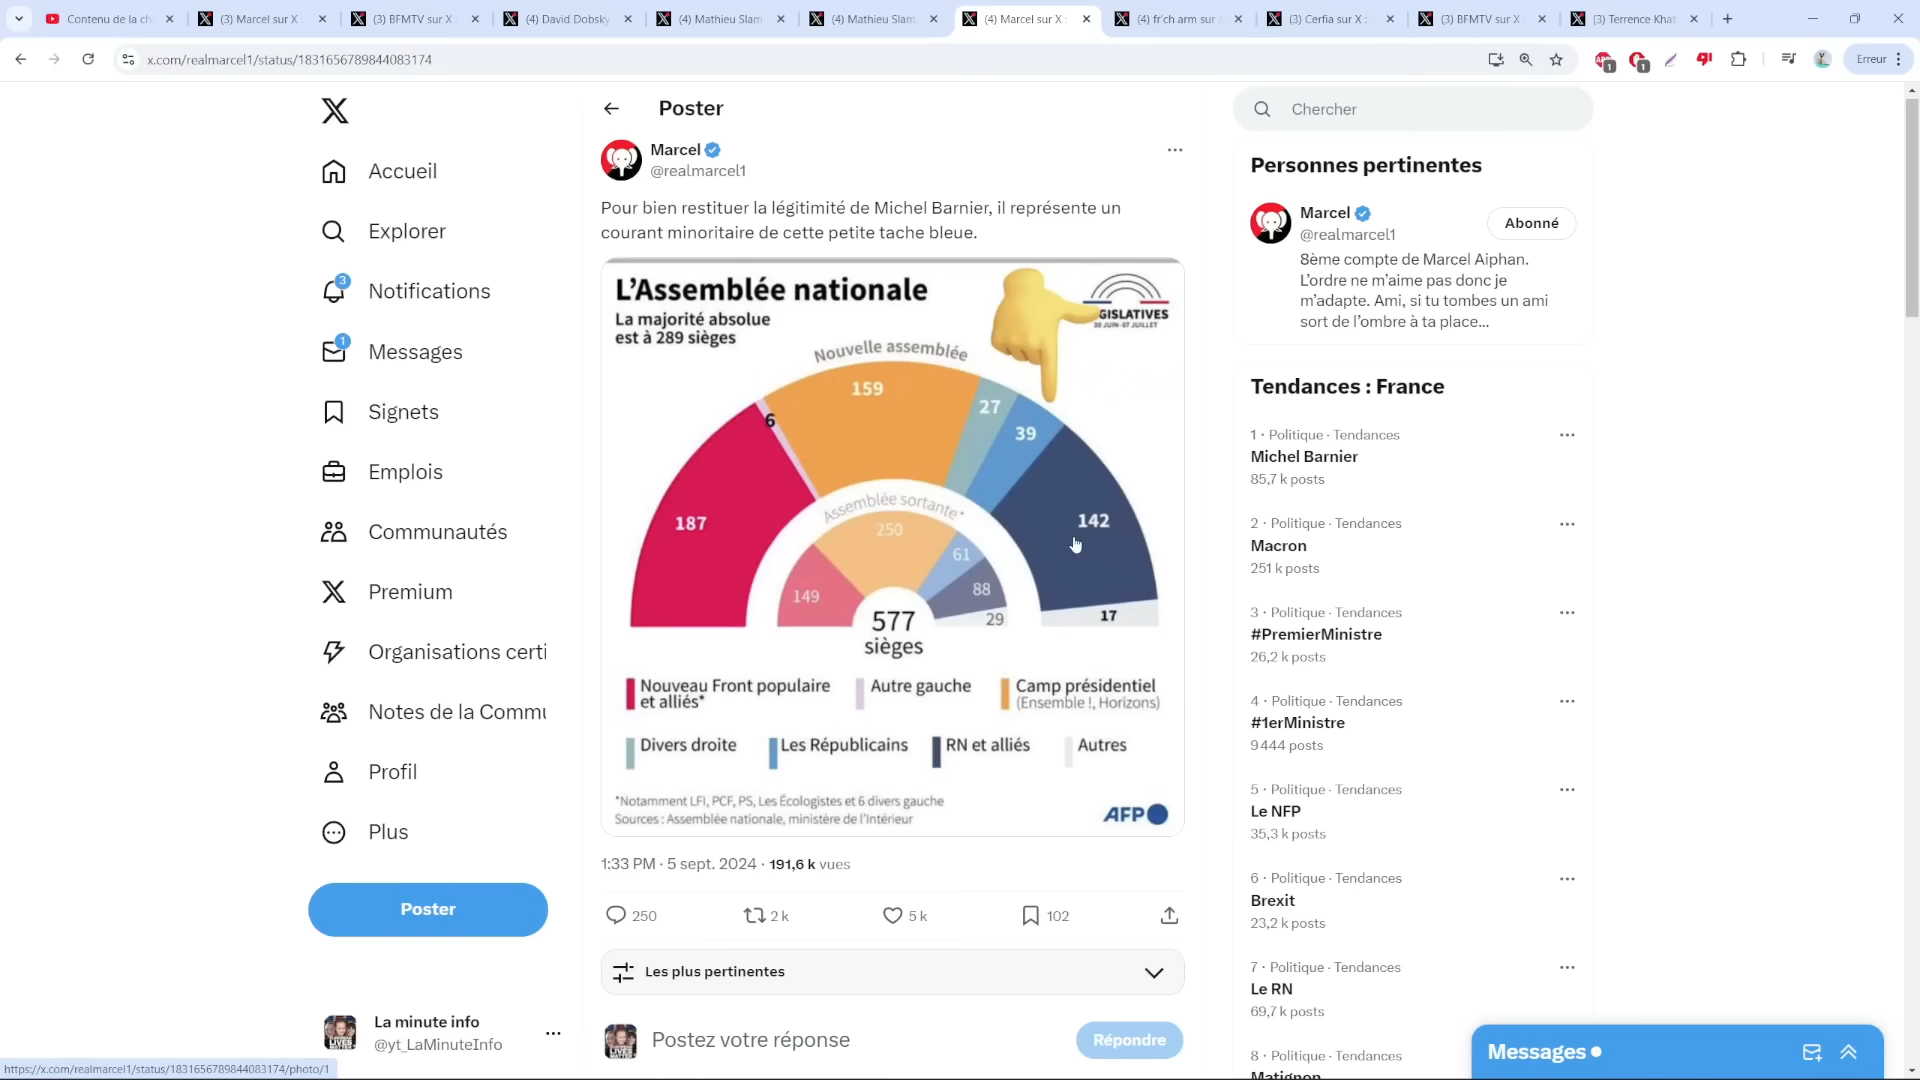 Contenu de la ch
(3) Marcel sur X :
(3) BFMTV sur X
(4) David Dobsky
(4) Mathieu Slam
(4) Mathieu Slam
(4) Marcel sur X :
(4) fr'ch arm sur
(3) Cerfia sur X :
(3) BFMTV sur X
(3) Terrence Khat
x.com/realmarcel1/status/1831656789844083174
1
1
Erreur
Accueil
Explorer
3
Notifications
1
Messages
Signets
Emplois
Communautés
Premium
Organisations certi
Notes de la Commu
Profil
Plus
Poster
La minute info
@yt_LaMinuteInfo
https://x.com/realmarcel1/status/1831656789844083174/photo/1
Poster
Marcel
@realmarcel1
Pour bien restituer la légitimité de Michel Barnier, il représente un
courant minoritaire de cette petite tache bleue.
L'Assemblée nationale
La majorité absolue
est à 289 sièges
GISLATIVES
30 JUIN-07 JUILLET
Nouvelle assemblée
187
6
159
27
39
142
17
Assemblée sortante*
149
250
61
88
29
577
sièges
Nouveau Front populaire
et alliés*
Autre gauche
Camp présidentiel
(Ensemble !, Horizons)
Divers droite
Les Républicains
RN et alliés
Autres
*Notamment LFI, PCF, PS, Les Écologistes et 6 divers gauche
Sources : Assemblée nationale, ministère de l'Intérieur
AFP
1:33 PM · 5 sept. 2024 · 191,6 k vues
250
2 k
5 k
102
Les plus pertinentes
Postez votre réponse
Répondre
Chercher
Personnes pertinentes
Marcel
@realmarcel1
Abonné
8ème compte de Marcel Aiphan.
L'ordre ne m'aime pas donc je
m'adapte. Ami, si tu tombes un ami
sort de l'ombre à ta place...
Tendances : France
1 · Politique · Tendances
Michel Barnier
85,7 k posts
2 · Politique · Tendances
Macron
251 k posts
3 · Politique · Tendances
#PremierMinistre
26,2 k posts
4 · Politique · Tendances
#1erMinistre
9 444 posts
5 · Politique · Tendances
Le NFP
35,3 k posts
6 · Politique · Tendances
Brexit
23,2 k posts
7 · Politique · Tendances
Le RN
69,7 k posts
8 · Politique · Tendances
Matignon
Messages